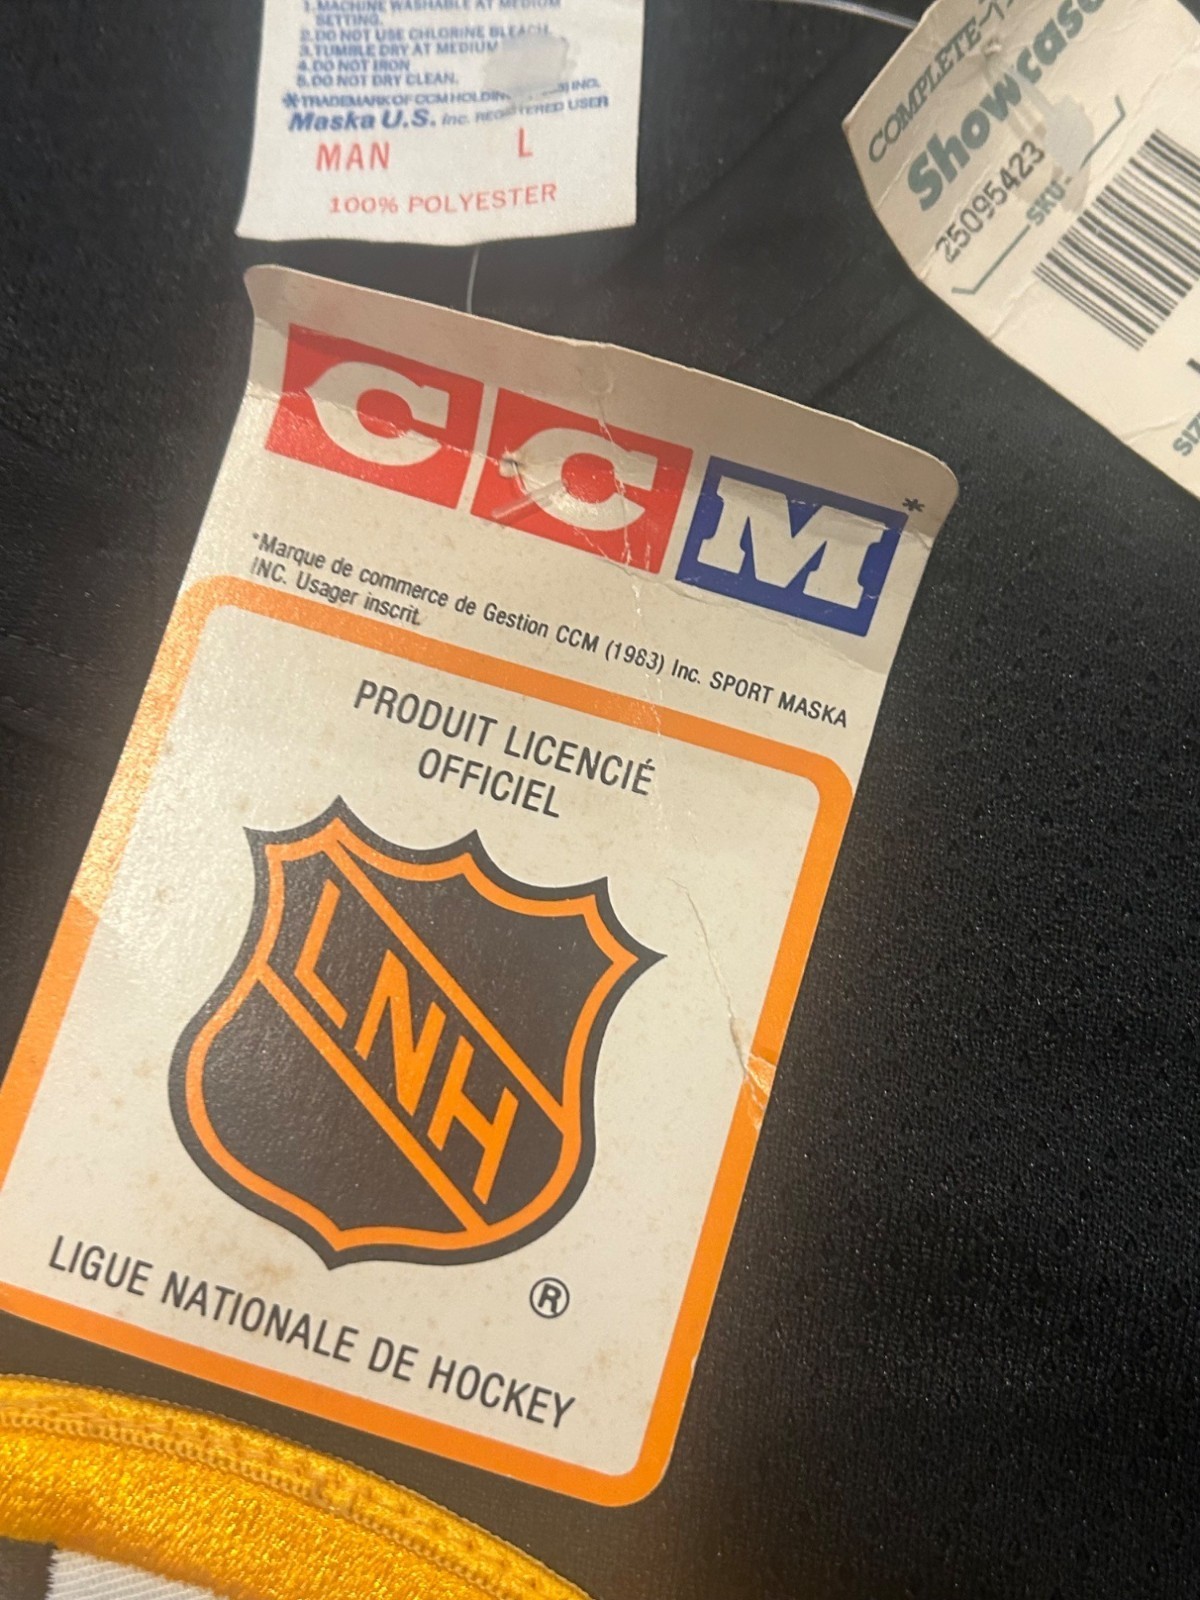 1. MACHINE WASHABLE AT MEDIUM
SETTING.
2. DO NOT USE CHLORINE BLEACH.
3. TUMBLE DRY AT MEDIUM
4. DO NOT IRON
5. DO NOT DRY CLEAN.
*TRADEMARK OF CCM HOLDIN INC.
Maska U.S. Inc. REGISTERED USER
MAN L
100% POLYESTER
COMPLETE-
Showcase
25095423
SKU-
CCM*
*Marque de commerce de Gestion CCM (1983) Inc. SPORT MASKA
INC. Usager inscrit.
PRODUIT LICENCIÉ
OFFICIEL
LNH
®
LIGUE NATIONALE DE HOCKEY